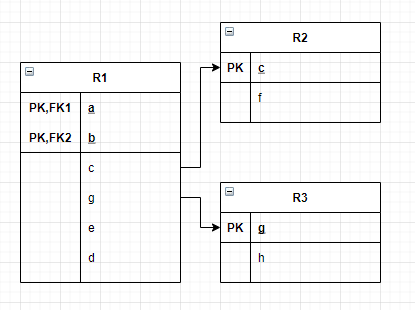 R1
PK,FK1 a
PK,FK2 b
c
g
e
d
R2
PK c
f
R3
PK g
h